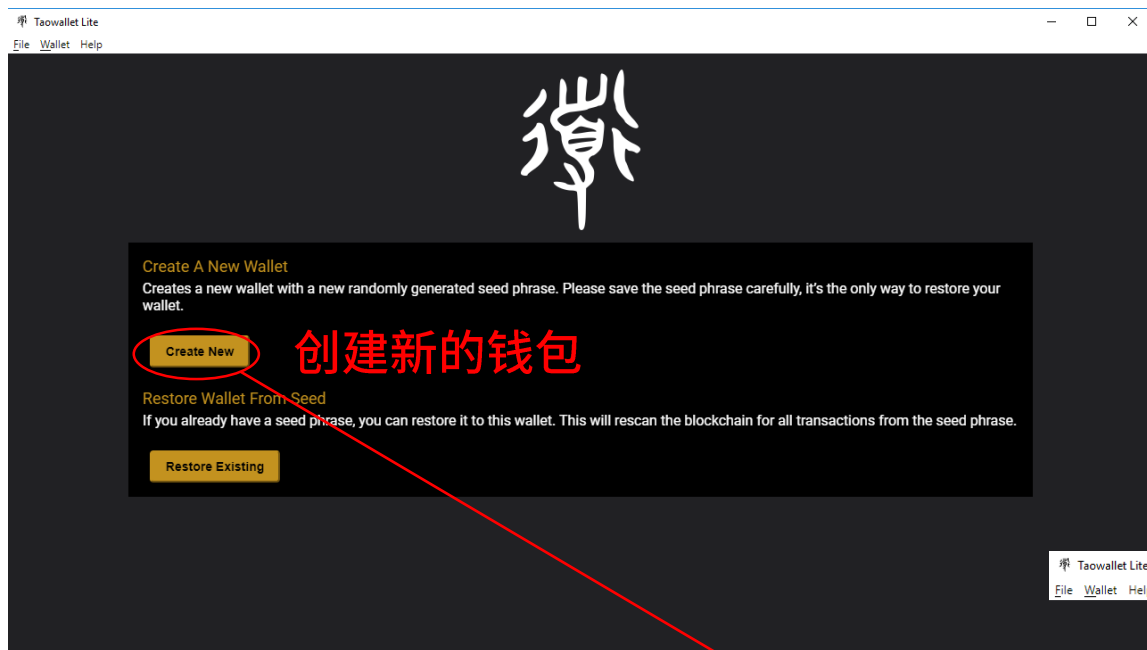 Taowallet Lite
File Wallet Help
Create A New Wallet
Creates a new wallet with a new randomly generated seed phrase. Please save the seed phrase carefully, it's the only way to restore your
wallet.
Create New
创建新的钱包
Restore Wallet From Seed
If you already have a seed phrase, you can restore it to this wallet. This will rescan the blockchain for all transactions from the seed phrase.
Restore Existing
Taowallet Lite
File Wallet Hel